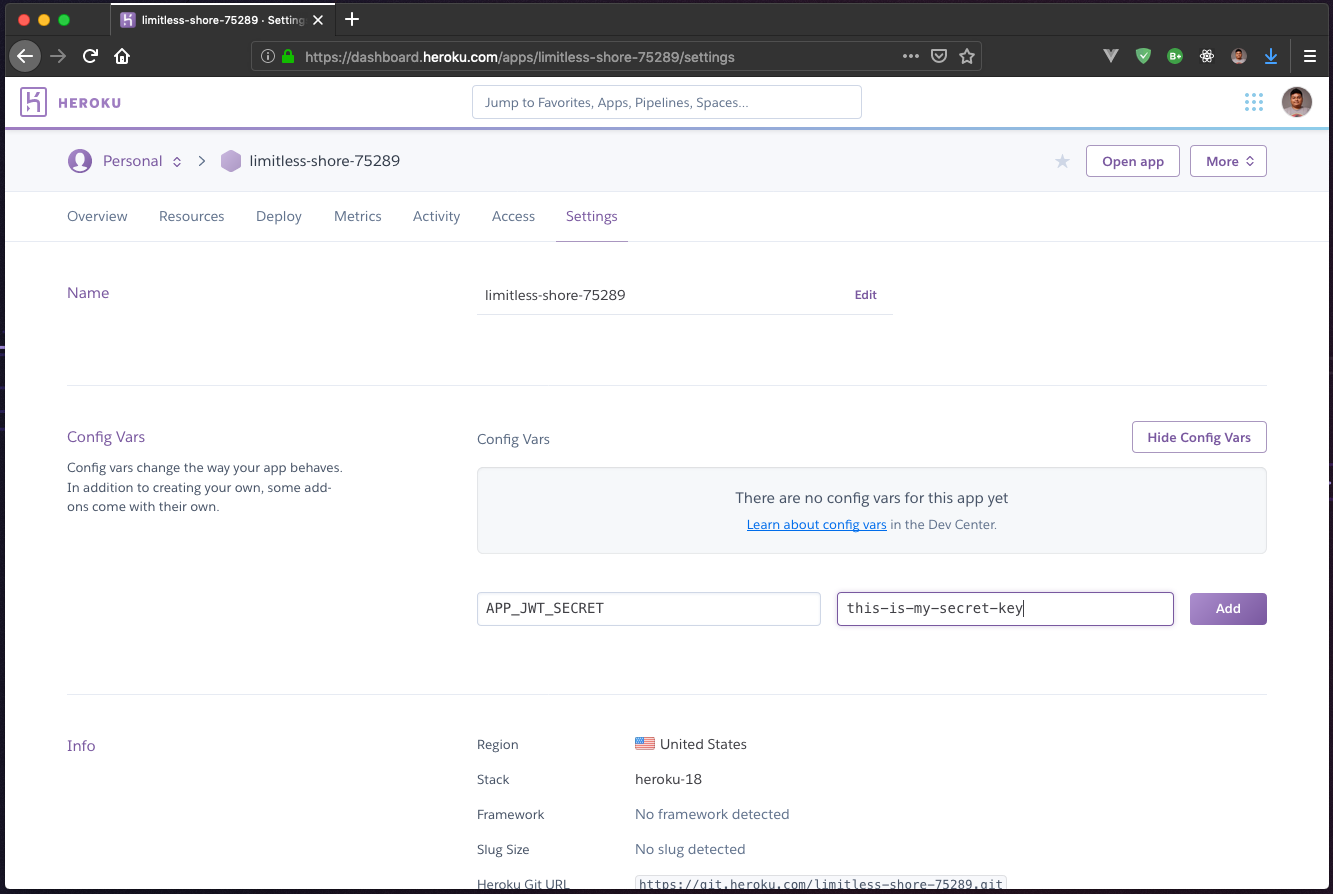 limitless-shore-75289 · Setting
https://dashboard.heroku.com/apps/limitless-shore-75289/settings
HEROKU
Jump to Favorites, Apps, Pipelines, Spaces...
Personal
limitless-shore-75289
Open app
More
Overview
Resources
Deploy
Metrics
Activity
Access
Settings
Name
limitless-shore-75289
Edit
Config Vars
Config vars change the way your app behaves.
In addition to creating your own, some add-
ons come with their own.
Config Vars
Hide Config Vars
There are no config vars for this app yet
Learn about config vars in the Dev Center.
APP_JWT_SECRET
this-is-my-secret-key
Add
Info
Region
United States
Stack
heroku-18
Framework
No framework detected
Slug Size
No slug detected
Heroku Git URL
https://git.heroku.com/limitless-shore-75289.git